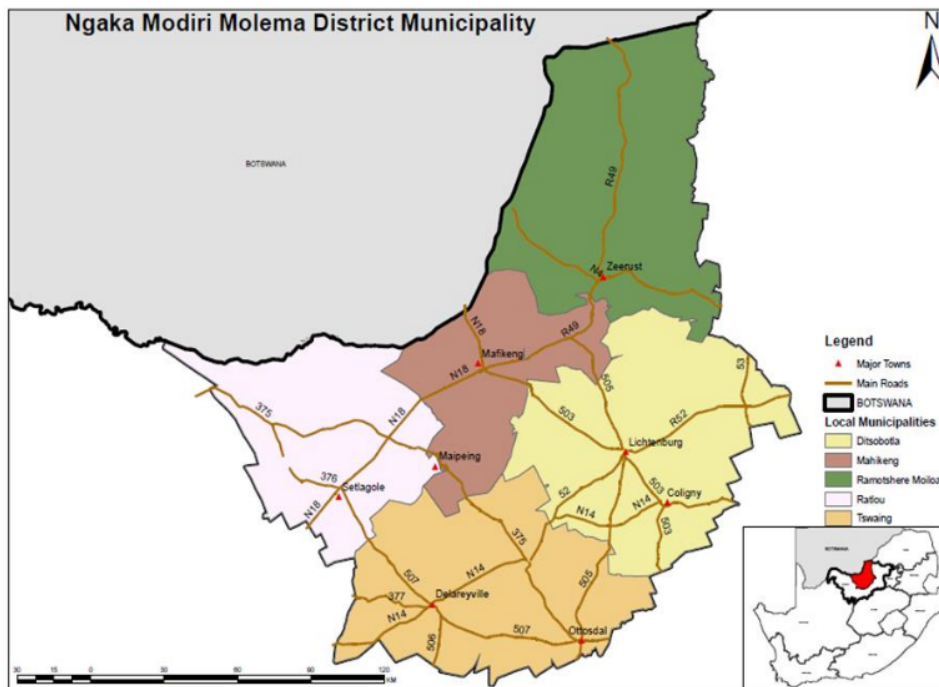 Ngaka Modiri Molema District Municipality
N
BOTSWANA
R49
N4
Zeerust
N18
R49
Mafikeng
N18
505
53
375
N18
503
R52
Lichtenburg
Maipeing
376
Setlagole
N18
52
503
Coligny
N14
N14
503
375
507
N14
505
377
Delareyville
N14
506
507
Ottosdal
Legend
Major Towns
Main Roads
BOTSWANA
Local Municipalities
Ditsobotla
Mahikeng
Ramotshere Moiloa
Ratlou
Tswaing
BOTSWANA
30 15 0 30 60 90 120
KM